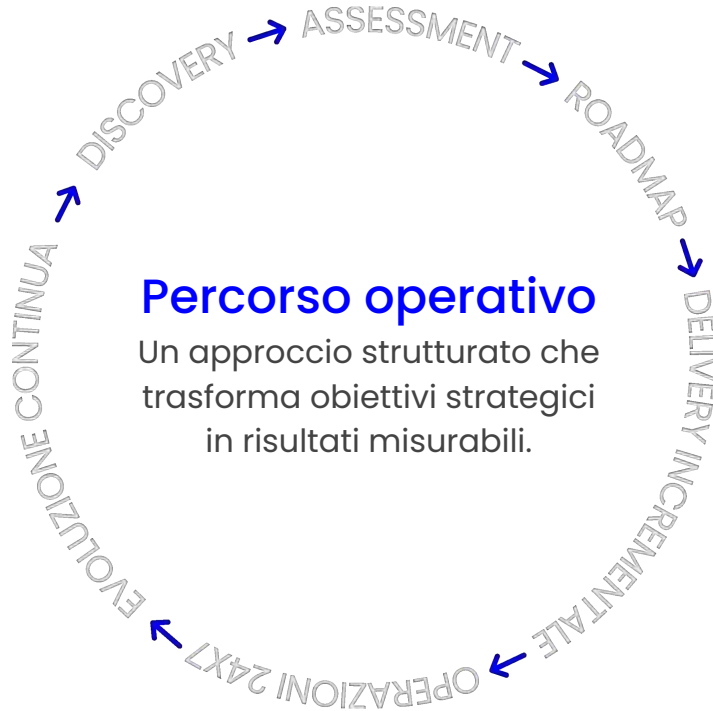 DISCOVERY
ASSESSMENT
ROADMAP
DELIVERY INCREMENTALE
OPERAZIONI 24X7
EVOLUZIONE CONTINUA
Percorso operativo
Un approccio strutturato che
trasforma obiettivi strategici
in risultati misurabili.